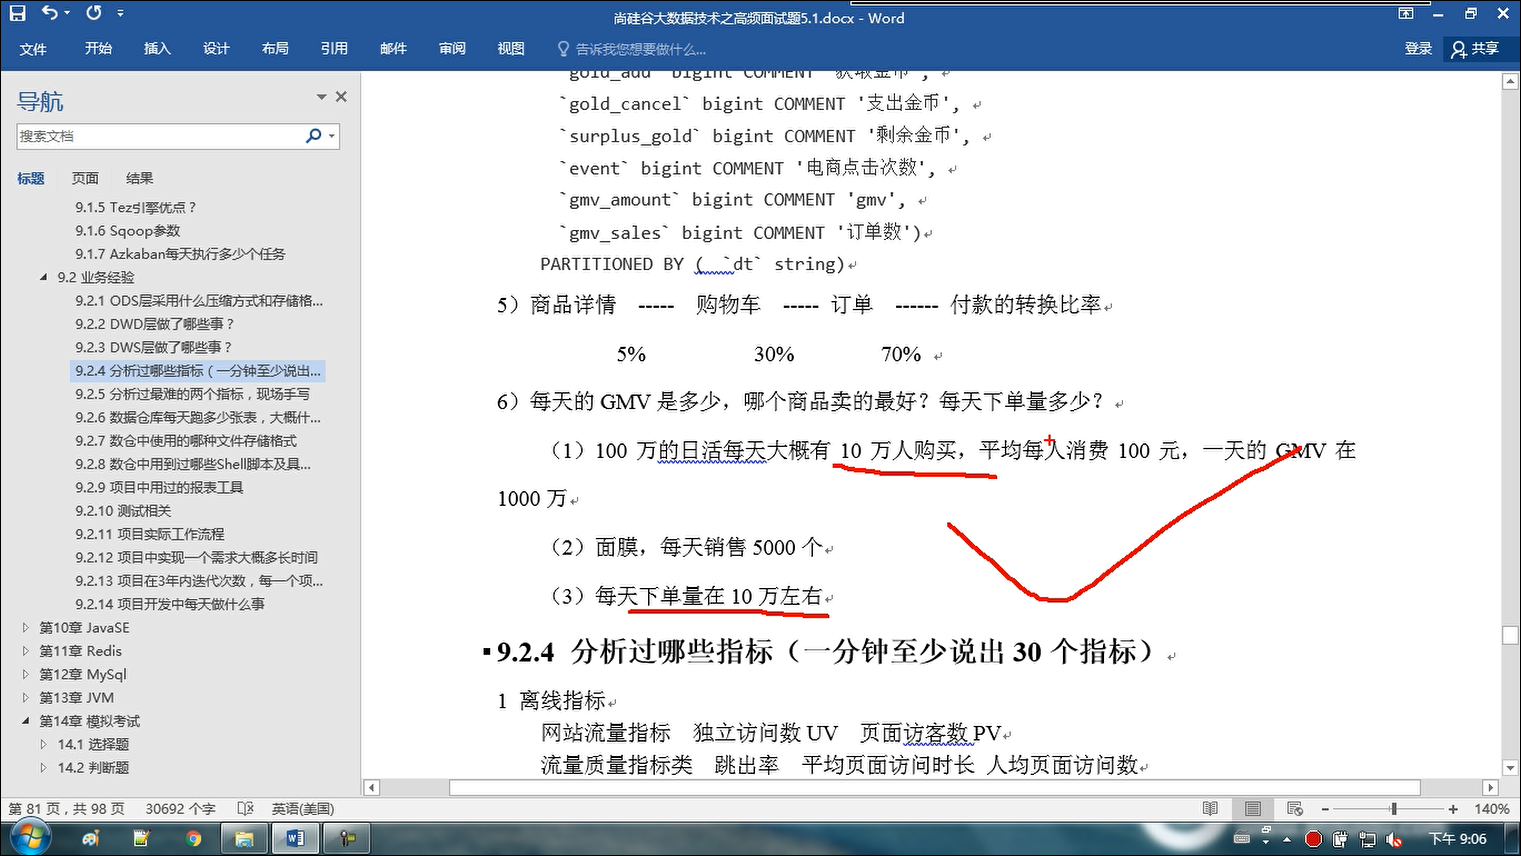 尚硅谷大数据技术之高频面试题5.1.docx - Word
文件 开始 插入 设计 布局 引用 邮件 审阅 视图 告诉我您想要做什么... 登录 共享
导航
搜索文档
标题 页面 结果
9.1.5 Tez引擎优点？
9.1.6 Sqoop参数
9.1.7 Azkaban每天执行多少个任务
9.2 业务经验
9.2.1 ODS层采用什么压缩方式和存储格...
9.2.2 DWD层做了哪些事？
9.2.3 DWS层做了哪些事？
9.2.4 分析过哪些指标（一分钟至少说出...
9.2.5 分析过最难的两个指标，现场手写
9.2.6 数据仓库每天跑多少张表，大概什...
9.2.7 数仓中使用的哪种文件存储格式
9.2.8 数仓中用到过哪些Shell脚本及具...
9.2.9 项目中用过的报表工具
9.2.10 测试相关
9.2.11 项目实际工作流程
9.2.12 项目中实现一个需求大概多长时间
9.2.13 项目在3年内迭代次数，每一个项...
9.2.14 项目开发中每天做什么事
第10章 JavaSE
第11章 Redis
第12章 MySql
第13章 JVM
第14章 模拟考试
14.1 选择题
14.2 判断题
`gold_add` bigint COMMENT '获取金币',
`gold_cancel` bigint COMMENT '支出金币',
`surplus_gold` bigint COMMENT '剩余金币',
`event` bigint COMMENT '电商点击次数',
`gmv_amount` bigint COMMENT 'gmv',
`gmv_sales` bigint COMMENT '订单数')
PARTITIONED BY ( `dt` string)
5）商品详情 ----- 购物车 ----- 订单 ------ 付款的转换比率
5% 30% 70%
6）每天的 GMV 是多少，哪个商品卖的最好？每天下单量多少？
（1）100 万的日活每天大概有 10 万人购买，平均每人消费 100 元，一天的 GMV 在
1000 万
（2）面膜，每天销售 5000 个
（3）每天下单量在 10 万左右
9.2.4 分析过哪些指标（一分钟至少说出 30 个指标）
1 离线指标
网站流量指标 独立访问数 UV 页面访客数 PV
流量质量指标类 跳出率 平均页面访问时长 人均页面访问数
第 81 页，共 98 页 30692 个字 英语(美国) 140%
下午 9:06